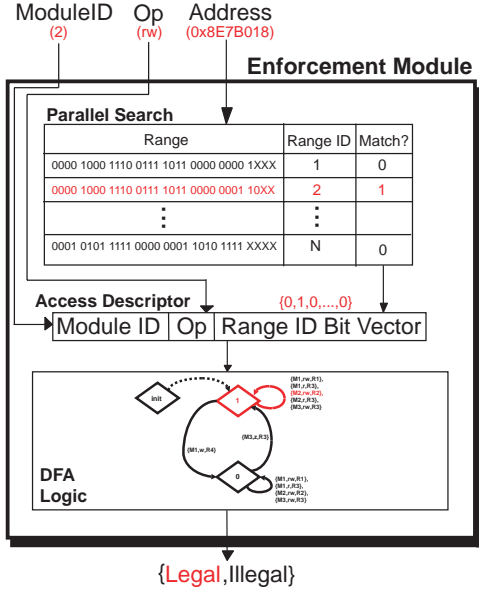 ModuleID Op Address
(2) (rw) (0x8E7B018)
Enforcement Module
Parallel Search
Range Range ID Match?
0000 1000 1110 0111 1011 0000 0000 1XXX 1 0
0000 1000 1110 0111 1011 0000 0001 10XX 2 1
⋮ ⋮
0001 0101 1111 0000 0001 1010 1111 XXXX N 0
Access Descriptor {0,1,0,...,0}
Module ID Op Range ID Bit Vector
init
1
{M1,rw,R1},
{M1,r,R3},
{M2,rw,R2},
{M2,r,R3},
{M3,rw,R3}
{M1,w,R4}
{M3,z,R3}
0
{M1,rw,R1},
{M1,r,R3},
{M2,rw,R2},
{M3,rw,R3}
DFA
Logic
{Legal,Illegal}